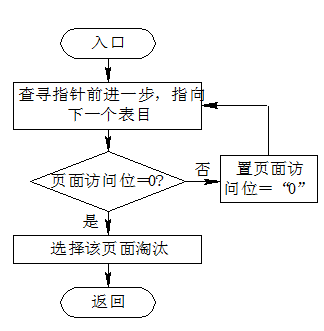 入口
查寻指针前进一步，指向
下一个表目
页面访问位=0?
否
置页面访
问位=“0”
是
选择该页面淘汰
返回